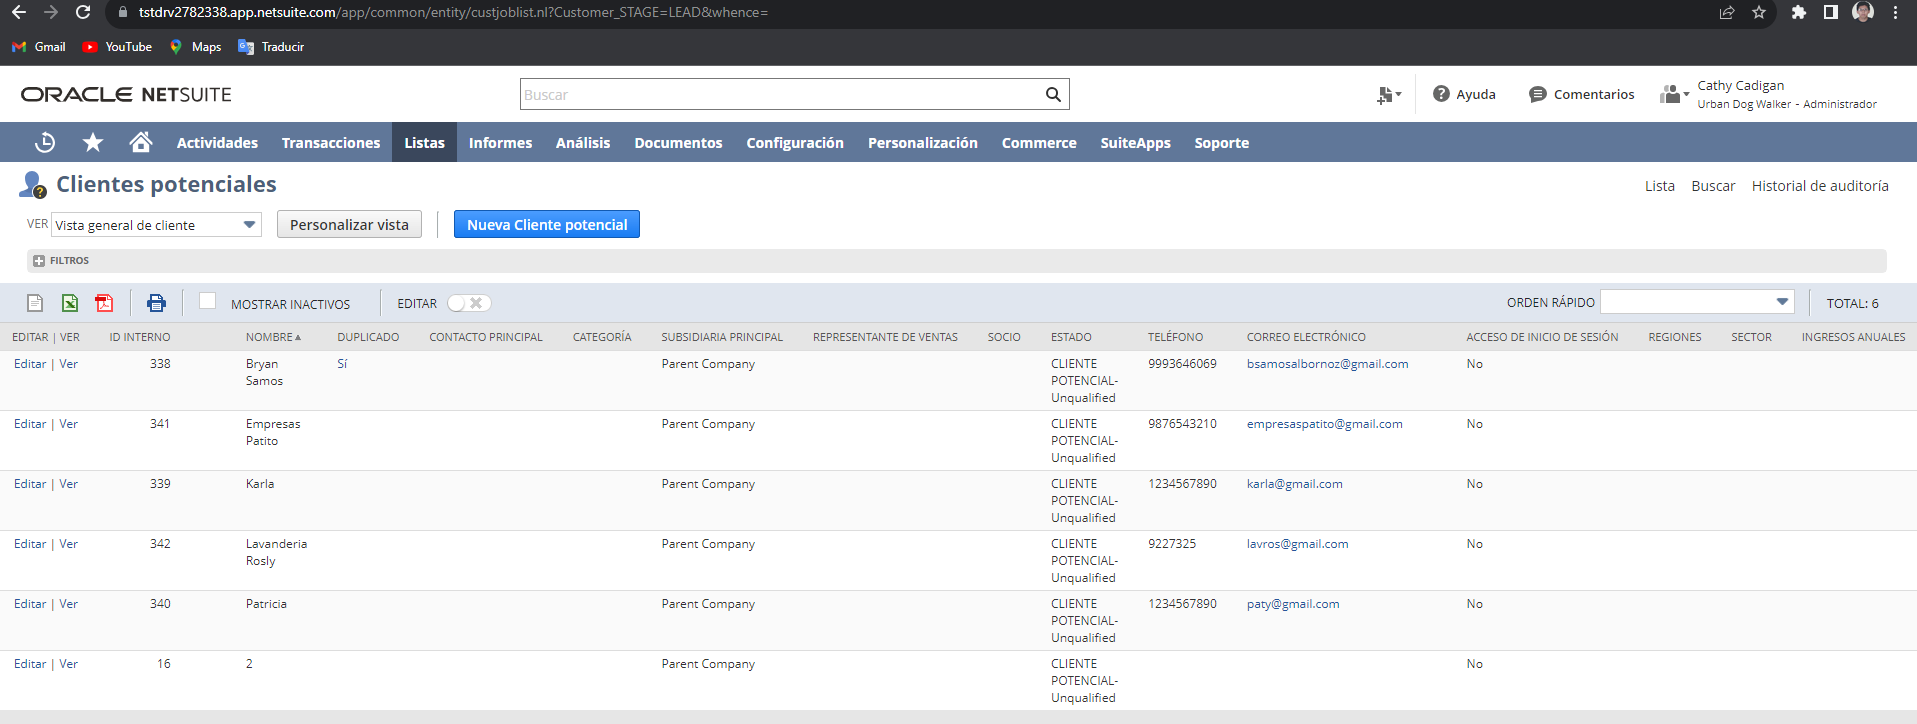 tstdrv2782338.app.netsuite.com/app/common/entity/custjoblist.nl?Customer_STAGE=LEAD&whence=
Gmail YouTube Maps Traducir
ORACLE NETSUITE Buscar Ayuda Comentarios Cathy Cadigan
Urban Dog Walker - Administrador
Actividades Transacciones Listas Informes Análisis Documentos Configuración Personalización Commerce SuiteApps Soporte
Clientes potenciales Lista Buscar Historial de auditoría
VER Vista general de cliente Personalizar vista Nueva Cliente potencial
FILTROS
MOSTRAR INACTIVOS EDITAR ORDEN RÁPIDO TOTAL: 6
EDITAR | VER ID INTERNO NOMBRE DUPLICADO CONTACTO PRINCIPAL CATEGORÍA SUBSIDIARIA PRINCIPAL REPRESENTANTE DE VENTAS SOCIO ESTADO TELÉFONO CORREO ELECTRÓNICO ACCESO DE INICIO DE SESIÓN REGIONES SECTOR INGRESOS ANUALES
Editar | Ver 338 Bryan Sí Parent Company CLIENTE 9993646069 bsamosalbornoz@gmail.com No
Samos POTENCIAL-
Unqualified
Editar | Ver 341 Empresas Parent Company CLIENTE 9876543210 empresaspatito@gmail.com No
Patito POTENCIAL-
Unqualified
Editar | Ver 339 Karla Parent Company CLIENTE 1234567890 karla@gmail.com No
POTENCIAL-
Unqualified
Editar | Ver 342 Lavanderia Parent Company CLIENTE 9227325 lavros@gmail.com No
Rosly POTENCIAL-
Unqualified
Editar | Ver 340 Patricia Parent Company CLIENTE 1234567890 paty@gmail.com No
POTENCIAL-
Unqualified
Editar | Ver 16 2 Parent Company CLIENTE No
POTENCIAL-
Unqualified